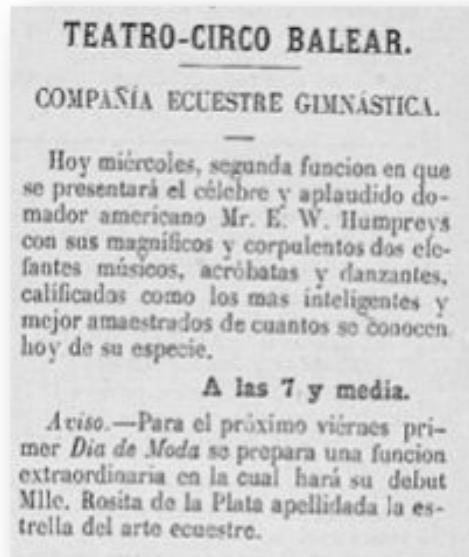 TEATRO-CIRCO BALEAR.
COMPAÑÍA ECUESTRE GIMNÁSTICA.
Hoy miércoles, segunda funcion en que
se presentará el célebre y aplaudido do-
mador americano Mr. E. W. Humpreys
con sus magníficos y corpulentos dos ele-
fantes músicos, acróbatas y danzantes,
calificados como los mas inteligentes y
mejor amaestrados de cuantos se conocen
hoy de su especie.
A las 7 y media.
Aviso.—Para el próximo viérnes pri-
mer Dia de Moda se prepara una funcion
extraordinaria en la cual hará su debut
Mlle. Rosita de la Plata apellidada la es-
trella del arte ecuestre.